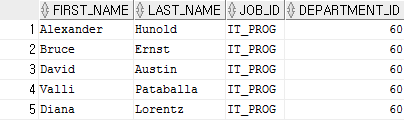 FIRST_NAME LAST_NAME JOB_ID DEPARTMENT_ID
1 Alexander Hunold IT_PROG 60
2 Bruce Ernst IT_PROG 60
3 David Austin IT_PROG 60
4 Valli Pataballa IT_PROG 60
5 Diana Lorentz IT_PROG 60